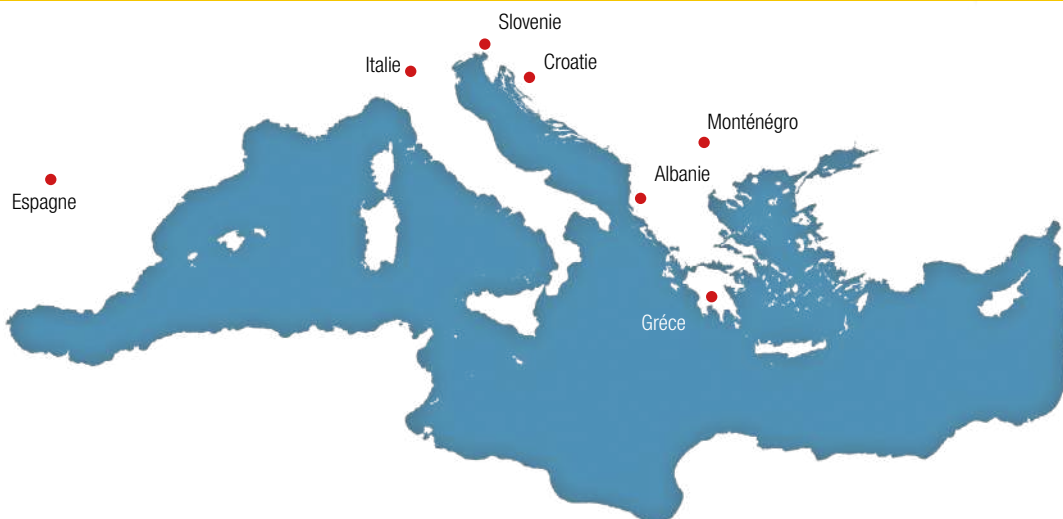 Slovenie
Italie
Croatie
Monténégro
Albanie
Espagne
Gréce